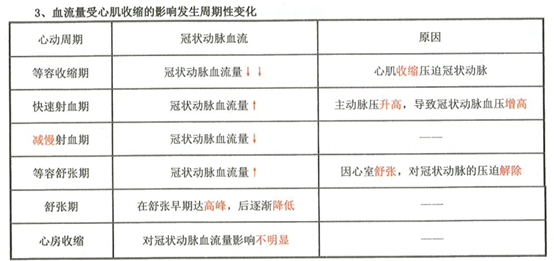 3、血流量受心肌收缩的影响发生周期性变化
心动周期 冠状动脉血流 原因
等容收缩期 冠状动脉血流量↓↓ 心肌收缩压迫冠状动脉
快速射血期 冠状动脉血流量↑ 主动脉压升高，导致冠状动脉血压增高
减慢射血期 冠状动脉血流量↓ ——
等容舒张期 冠状动脉血流量↑ 因心室舒张，对冠状动脉的压迫解除
舒张期 在舒张早期达高峰，后逐渐降低 ——
心房收缩 对冠状动脉血流量影响不明显 ——